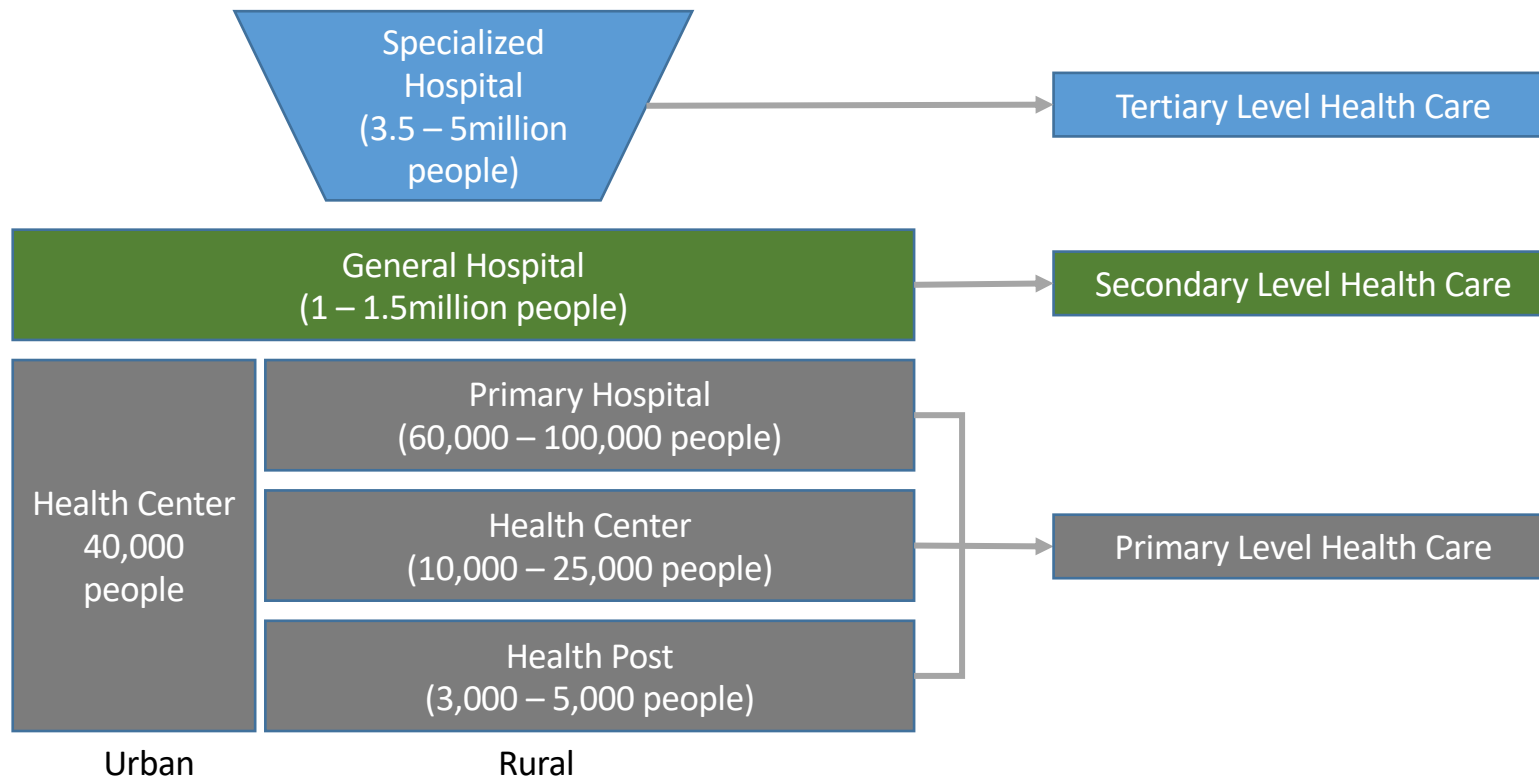 Specialized
Hospital
(3.5 – 5million
people)
Tertiary Level Health Care
General Hospital
(1 – 1.5million people)
Secondary Level Health Care
Health Center
40,000
people
Primary Hospital
(60,000 – 100,000 people)
Health Center
(10,000 – 25,000 people)
Health Post
(3,000 – 5,000 people)
Primary Level Health Care
Urban
Rural